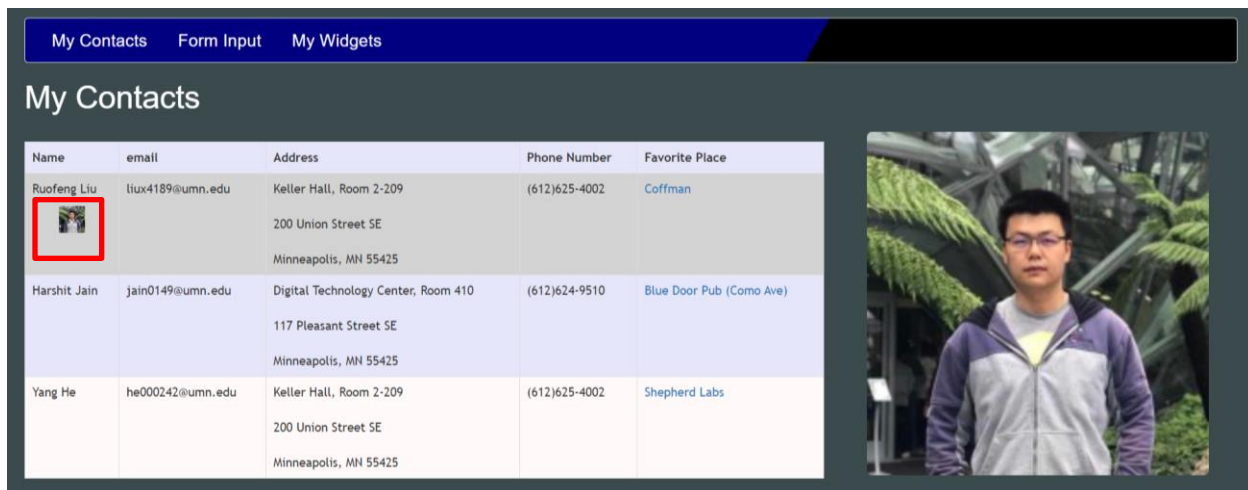 My Contacts Form Input My Widgets
My Contacts
Name email Address Phone Number Favorite Place
Ruofeng Liu liux4189@umn.edu Keller Hall, Room 2-209 (612)625-4002 Coffman
200 Union Street SE
Minneapolis, MN 55425
Harshit Jain jain0149@umn.edu Digital Technology Center, Room 410 (612)624-9510 Blue Door Pub (Como Ave)
117 Pleasant Street SE
Minneapolis, MN 55425
Yang He he000242@umn.edu Keller Hall, Room 2-209 (612)625-4002 Shepherd Labs
200 Union Street SE
Minneapolis, MN 55425